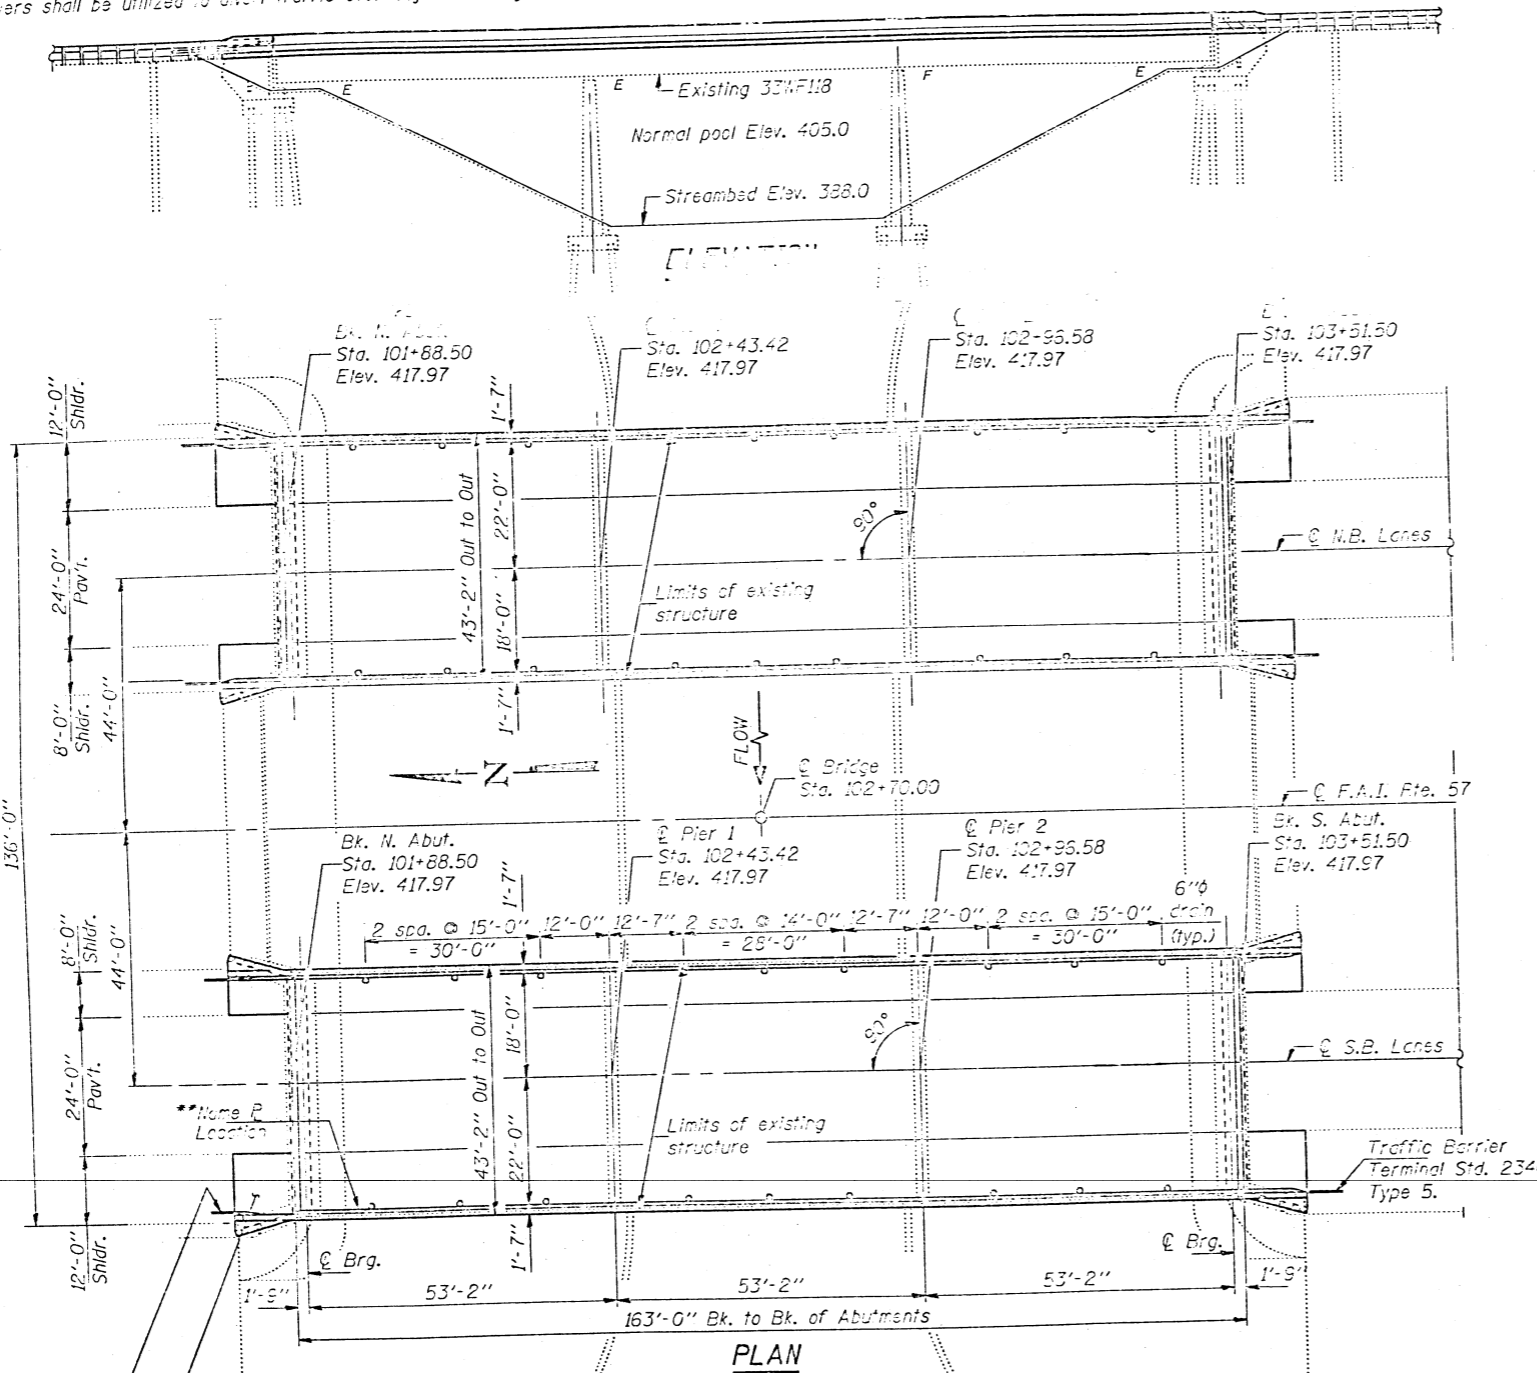 ers shall be utilized to
E
E
F
E
Existing 33WF118
Normal pool Elev. 405.0
Streambed Elev. 388.0
ELEVATION
Bk. N.
Sta. 101+88.50
Elev. 417.97
Sta. 102+43.42
Elev. 417.97
Sta. 102+96.58
Elev. 417.97
Sta. 103+51.50
Elev. 417.97
12'-0"
Shldr.
24'-0"
Pav't.
8'-0"
Shldr.
44'-0"
136'-0"
1'-7"
43'-2" Out to Out
22'-0"
18'-0"
1'-7"
90°
℄ N.B. Lanes
Limits of existing
structure
FLOW
N
℄ Bridge
Sta. 102+70.00
℄ F.A.I. Rte. 57
Bk. N. Abut.
Sta. 101+88.50
Elev. 417.97
℄ Pier 1
Sta. 102+43.42
Elev. 417.97
℄ Pier 2
Sta. 102+96.58
Elev. 417.97
Bk. S. Abut.
Sta. 103+51.50
Elev. 417.97
1'-7"
2 spa. @ 15'-0"
= 30'-0"
12'-0"
12'-7"
2 spa. @ 14'-0"
= 28'-0"
12'-7"
12'-0"
2 spa. @ 15'-0"
= 30'-0"
6"φ
drain
(typ.)
8'-0"
Shldr.
44'-0"
24'-0"
Pav't.
12'-0"
Shldr.
43'-2" Out to Out
18'-0"
22'-0"
1'-7"
90°
℄ S.B. Lanes
**Name ℙ
Location
Limits of existing
structure
Traffic Barrier
Terminal Std. 234
Type 5.
℄ Brg.
℄ Brg.
1'-9"
53'-2"
53'-2"
53'-2"
1'-9"
163'-0" Bk. to Bk. of Abutments
PLAN